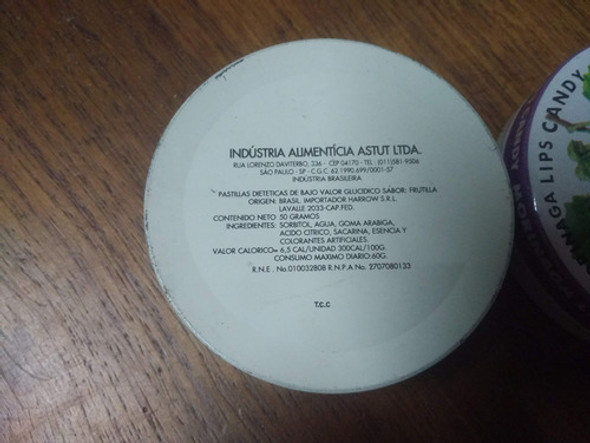 INDÚSTRIA ALIMENTÍCIA ASTUT LTDA.
RUA LORENZO DAVITERBO, 336 - CEP 04170 - TEL: (011)581-9506
SÃO PAULO - SP - C.G.C. 62.1990.699/0001-57
INDÚSTRIA BRASILEIRA
PASTILLAS DIETETICAS DE BAJO VALOR GLUCIDICO SÁBOR: FRUTILLA
ORIGEN: BRASIL. IMPORTADOR HARROW S.R.L.
LAVALLE 2033-CAP.FED.
CONTENIDO NETO 50 GRAMOS
INGREDIENTES: SORBITOL, AGUA, GOMA ARABIGA,
ACIDO CITRICO, SACARINA, ESENCIA Y
COLORANTES ARTIFICIALES.
VALOR CALORICO= 6,5 CAL/UNIDAD 300CAL/100G.
CONSUMO MAXIMO DIARIO:60G.
R.N.E . No.010032808 R.N.P.A No. 2707080133
T.C.C
LIPS CANDY